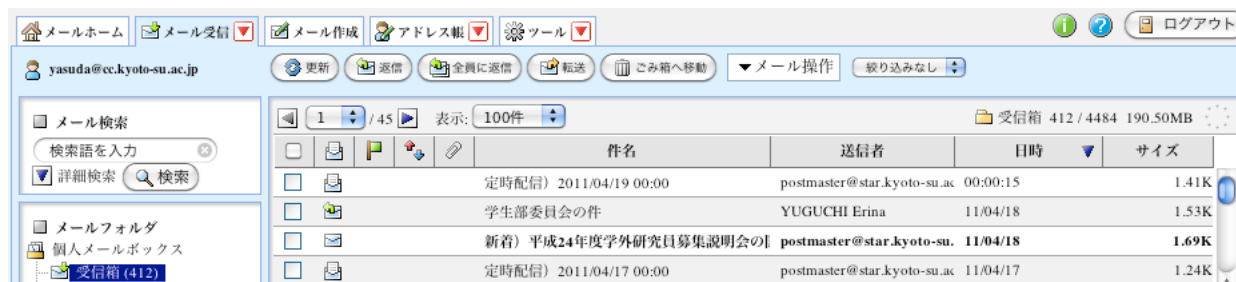 メールホーム メール受信 メール作成 アドレス帳 ツール ログアウト
yasuda@cc.kyoto-su.ac.jp 更新 返信 全員に返信 転送 ごみ箱へ移動 ▼メール操作 絞り込みなし
メール検索
検索語を入力
詳細検索 検索
メールフォルダ
個人メールボックス
受信箱 (412)
1 / 45 表示: 100件 受信箱 412 / 4484 190.50MB
件名 送信者 日時 サイズ
定時配信）2011/04/19 00:00 postmaster@star.kyoto-su.ac 00:00:15 1.41K
学生部委員会の件 YUGUCHI Erina 11/04/18 1.53K
新着）平成24年度学外研究員募集説明会の postmaster@star.kyoto-su. 11/04/18 1.69K
定時配信）2011/04/17 00:00 postmaster@star.kyoto-su.ac 11/04/17 1.24K